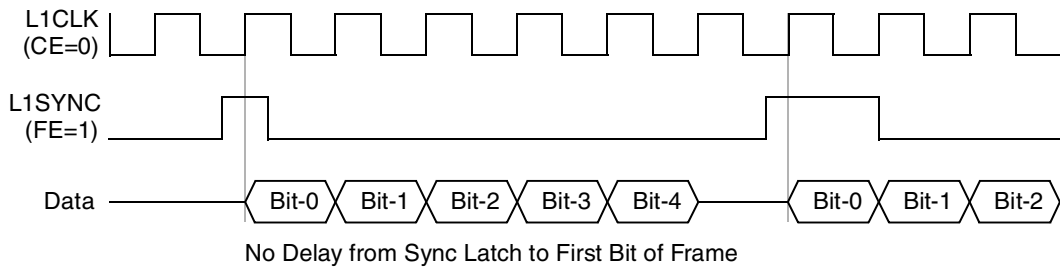 L1CLK
(CE=0)
L1SYNC
(FE=1)
Data
Bit-0 Bit-1 Bit-2 Bit-3 Bit-4 Bit-0 Bit-1 Bit-2
No Delay from Sync Latch to First Bit of Frame